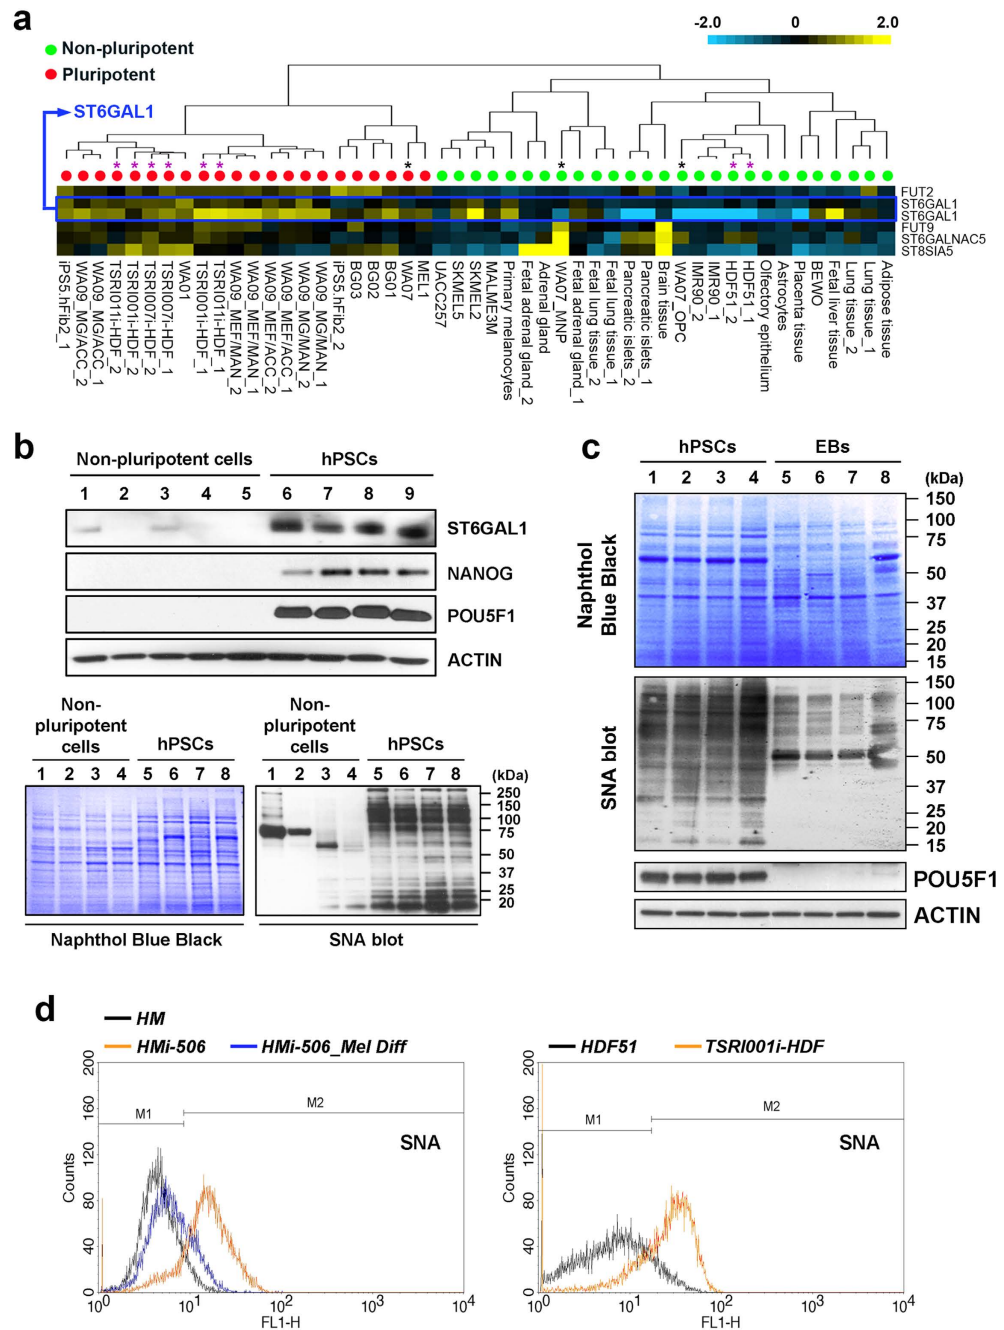 a
-2.0 0 2.0
Non-pluripotent
Pluripotent
ST6GAL1
* * * * * * * * * * *
FUT2
ST6GAL1
ST6GAL1
FUT9
ST6GALNAC5
ST8SIA5
iPS5.hFib2_1
WA09_MG/ACC_2
WA09_MG/ACC_1
TSRI011i-HDF_2
TSRI001i-HDF_2
TSRI007i-HDF_2
TSRI007i-HDF_1
WA01
TSRI001i-HDF_1
TSRI011i-HDF_1
WA09_MEF/MAN_2
WA09_MEF/MAN_1
WA09_MEF/ACC_2
WA09_MEF/ACC_1
WA09_MG/MAN_2
WA09_MG/MAN_1
iPS5.hFib2_2
BG03
BG02
BG01
WA07
MEL1
UACC257
SKMEL5
SKMEL2
MALME3M
Primary melanocytes
Fetal adrenal gland_2
Adrenal gland
WA07_MNP
Fetal adrenal gland_1
Fetal lung tissue_2
Fetal lung tissue_1
Pancreatic islets_2
Pancreatic islets_1
Brain tissue
WA07_OPC
IMR90_2
IMR90_1
HDF51_2
HDF51_1
Olfectory epithelium
Astrocytes
Placenta tissue
BEWO
Fetal liver tissue
Lung tissue_2
Lung tissue_1
Adipose tissue
b
Non-pluripotent cells hPSCs
1 2 3 4 5 6 7 8 9
ST6GAL1
NANOG
POU5F1
ACTIN
Non-
pluripotent
cells hPSCs
1 2 3 4 5 6 7 8
Naphthol Blue Black
Non-
pluripotent
cells hPSCs
1 2 3 4 5 6 7 8 (kDa)
250
150
100
75
50
37
25
20
SNA blot
c
hPSCs EBs
1 2 3 4 5 6 7 8 (kDa)
Naphthol
Blue Black
150
100
75
50
37
25
20
15
SNA blot
150
100
75
50
37
25
20
15
POU5F1
ACTIN
d
HM
HMi-506 HMi-506_Mel Diff
200
160
120
80
40
0
Counts
M1 M2
SNA
10⁰ 10¹ 10² 10³ 10⁴
FL1-H
HDF51 TSRI001i-HDF
200
160
120
80
40
0
Counts
M1 M2
SNA
10⁰ 10¹ 10² 10³ 10⁴
FL1-H